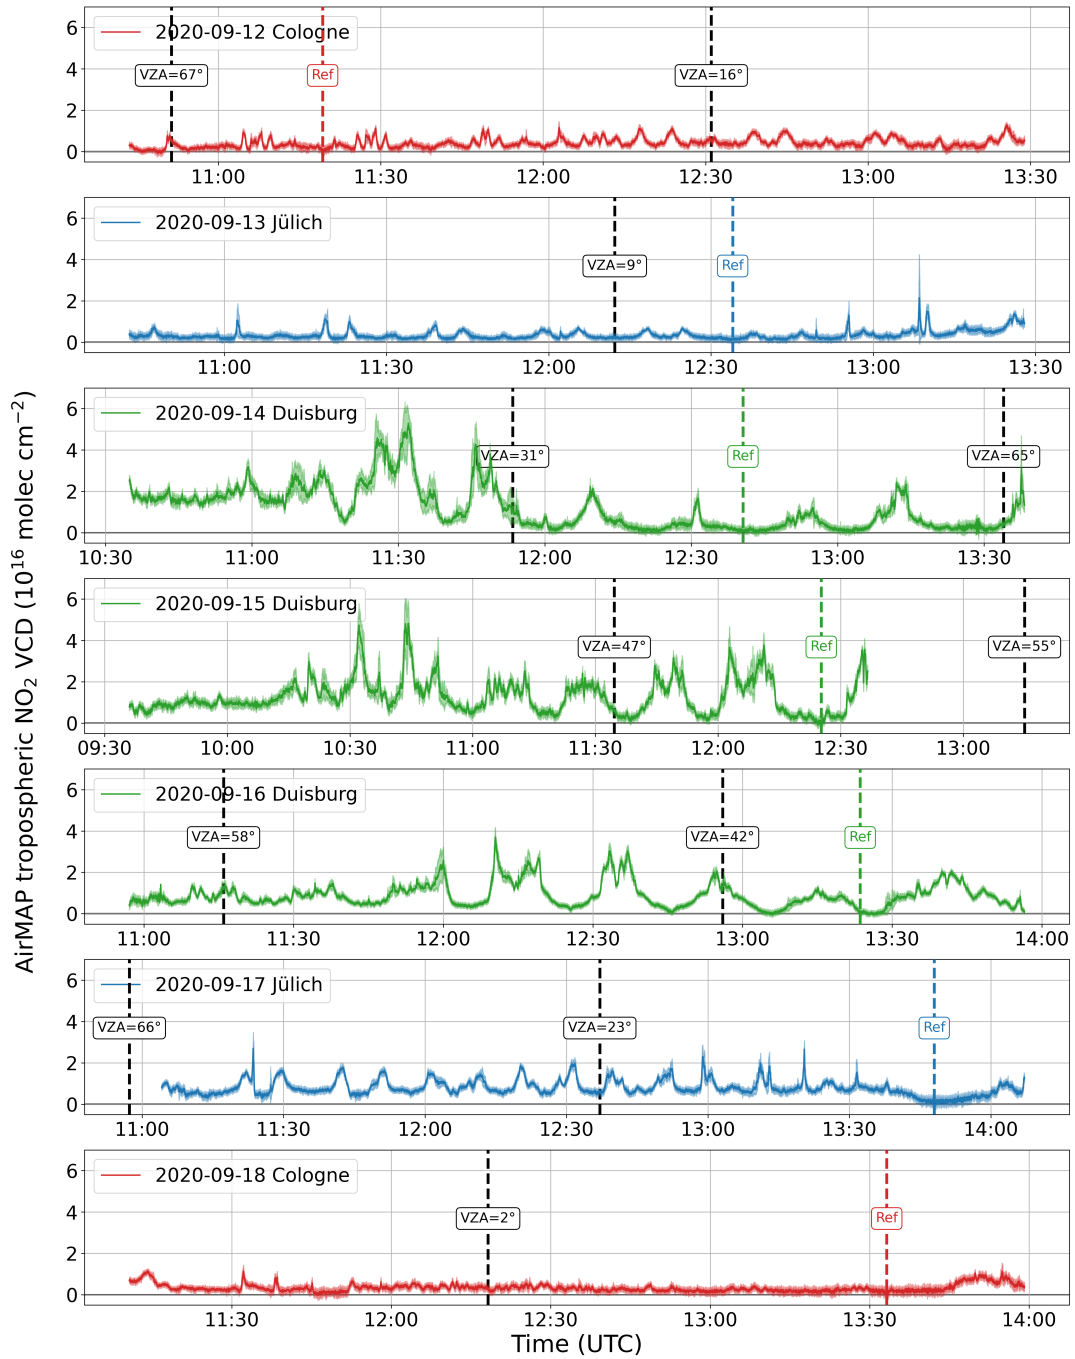 AirMAP tropospheric NO₂ VCD (10¹⁶ molec cm⁻²)
2020-09-12 Cologne
VZA=67°
Ref
VZA=16°
6
4
2
0
11:00 11:30 12:00 12:30 13:00 13:30
2020-09-13 Jülich
VZA=9°
Ref
6
4
2
0
11:00 11:30 12:00 12:30 13:00 13:30
2020-09-14 Duisburg
VZA=31°
Ref
VZA=65°
6
4
2
0
10:30 11:00 11:30 12:00 12:30 13:00 13:30
2020-09-15 Duisburg
VZA=47°
Ref
VZA=55°
6
4
2
0
09:30 10:00 10:30 11:00 11:30 12:00 12:30 13:00
2020-09-16 Duisburg
VZA=58°
VZA=42°
Ref
6
4
2
0
11:00 11:30 12:00 12:30 13:00 13:30 14:00
2020-09-17 Jülich
VZA=66°
VZA=23°
Ref
6
4
2
0
11:00 11:30 12:00 12:30 13:00 13:30 14:00
2020-09-18 Cologne
VZA=2°
Ref
6
4
2
0
11:30 12:00 12:30 13:00 13:30 14:00
Time (UTC)